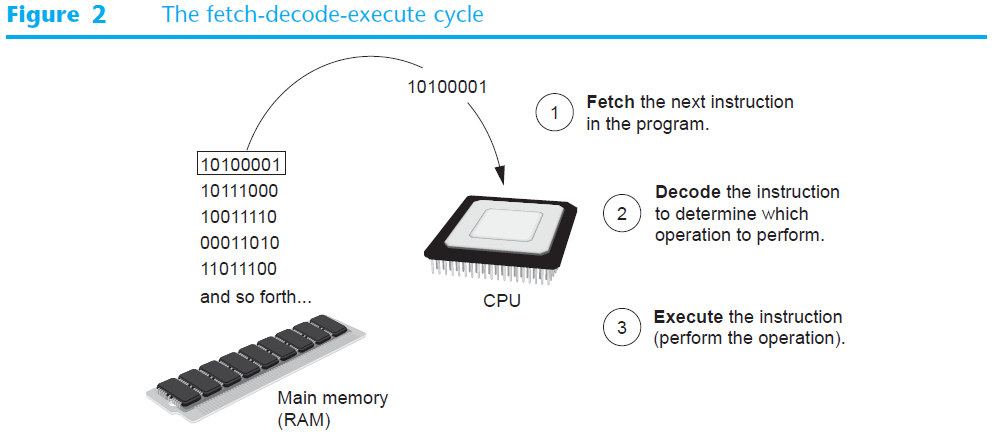 Figure 2 The fetch-decode-execute cycle
10100001
1
Fetch the next instruction
in the program.
10100001
10111000
10011110
00011010
11011100
and so forth...
2
Decode the instruction
to determine which
operation to perform.
CPU
3
Execute the instruction
(perform the operation).
Main memory
(RAM)